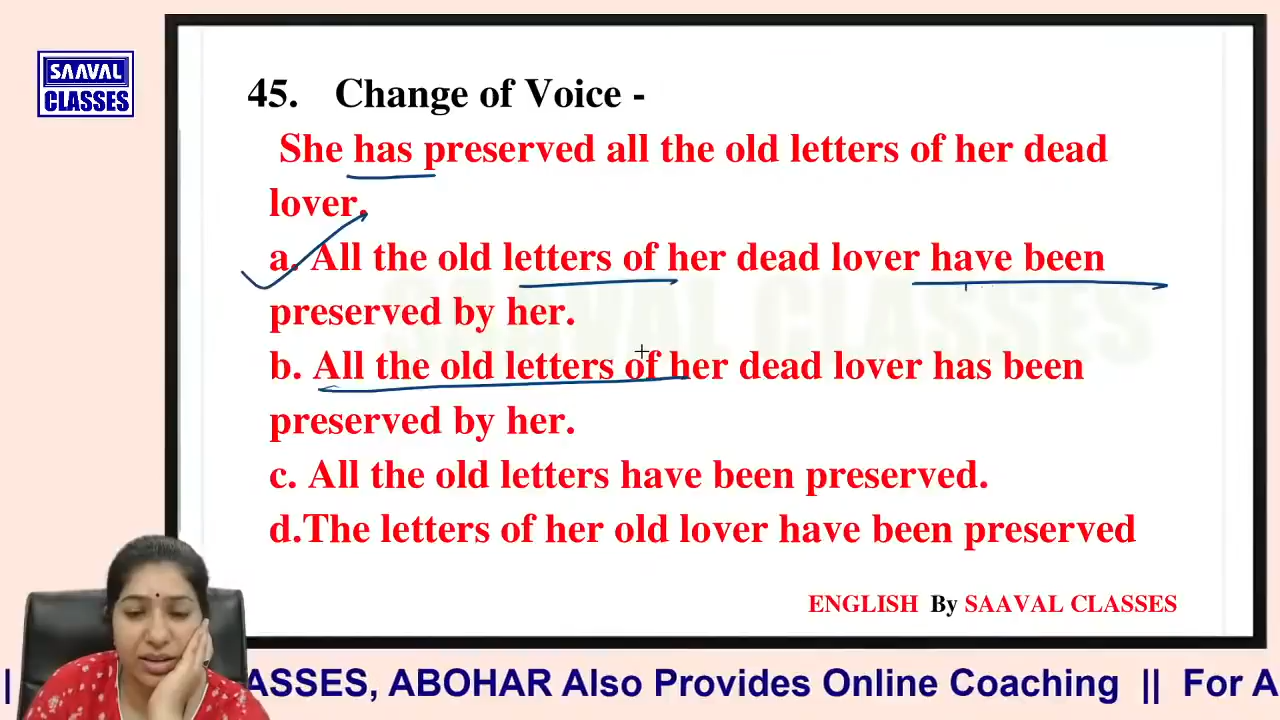 SAAVAL
CLASSES
45. Change of Voice -
She has preserved all the old letters of her dead
lover.
a. All the old letters of her dead lover have been
preserved by her.
b. All the old letters of her dead lover has been
preserved by her.
c. All the old letters have been preserved.
d.The letters of her old lover have been preserved
SAAVAL CLASSES
ENGLISH By SAAVAL CLASSES
|| ASSES, ABOHAR Also Provides Online Coaching || For A